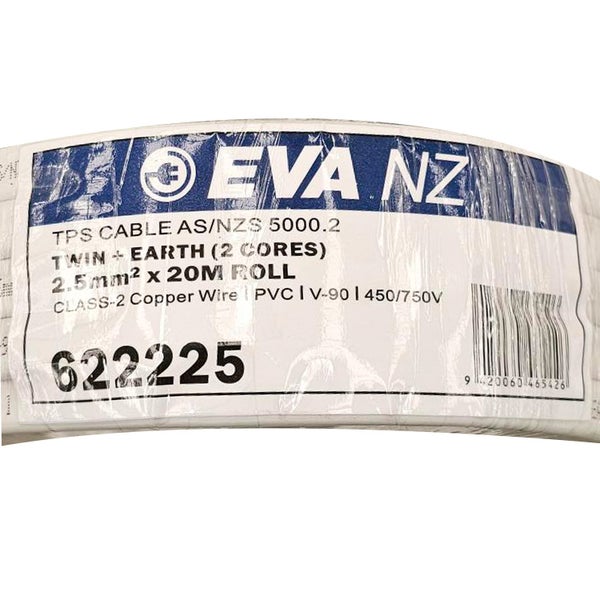 EVA NZ
TPS CABLE AS/NZS 5000.2
TWIN + EARTH (2 CORES)
2.5mm² x 20M ROLL
CLASS-2 Copper Wire | PVC | V-90 | 450/750V
622225
9 420060 465426